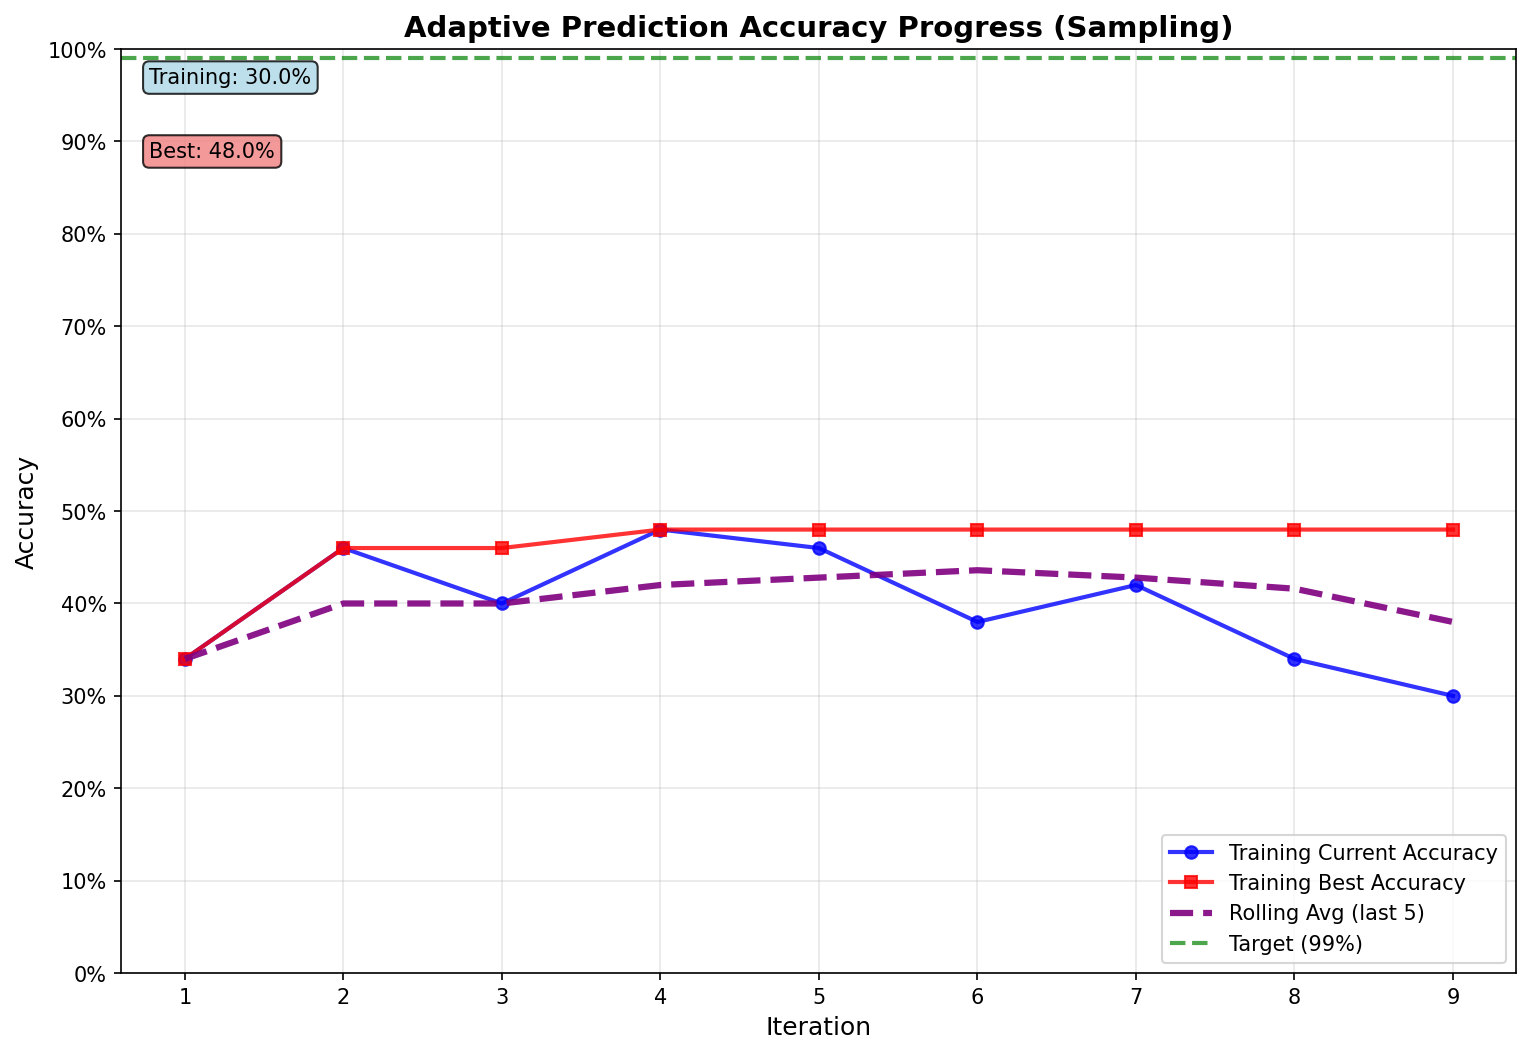 Adaptive Prediction Accuracy Progress (Sampling)
100%
90%
80%
70%
60%
50%
40%
30%
20%
10%
0%
Accuracy
Training: 30.0%
Best: 48.0%
Training Current Accuracy
Training Best Accuracy
Rolling Avg (last 5)
Target (99%)
1 2 3 4 5 6 7 8 9
Iteration